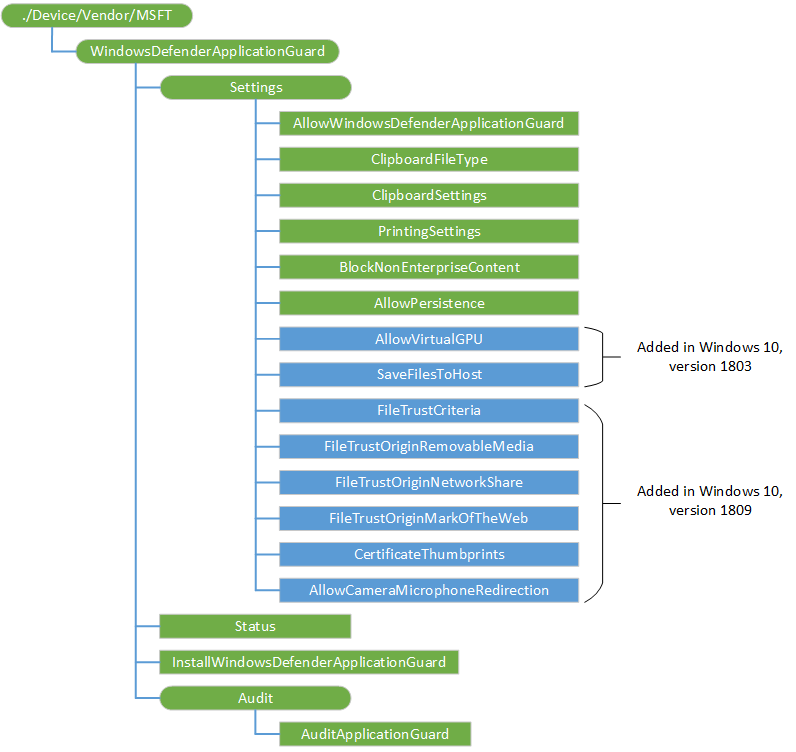 ./Device/Vendor/MSFT
WindowsDefenderApplicationGuard
Settings
AllowWindowsDefenderApplicationGuard
ClipboardFileType
ClipboardSettings
PrintingSettings
BlockNonEnterpriseContent
AllowPersistence
AllowVirtualGPU
SaveFilesToHost
Added in Windows 10,
version 1803
FileTrustCriteria
FileTrustOriginRemovableMedia
FileTrustOriginNetworkShare
FileTrustOriginMarkOfTheWeb
CertificateThumbprints
AllowCameraMicrophoneRedirection
Added in Windows 10,
version 1809
Status
InstallWindowsDefenderApplicationGuard
Audit
AuditApplicationGuard